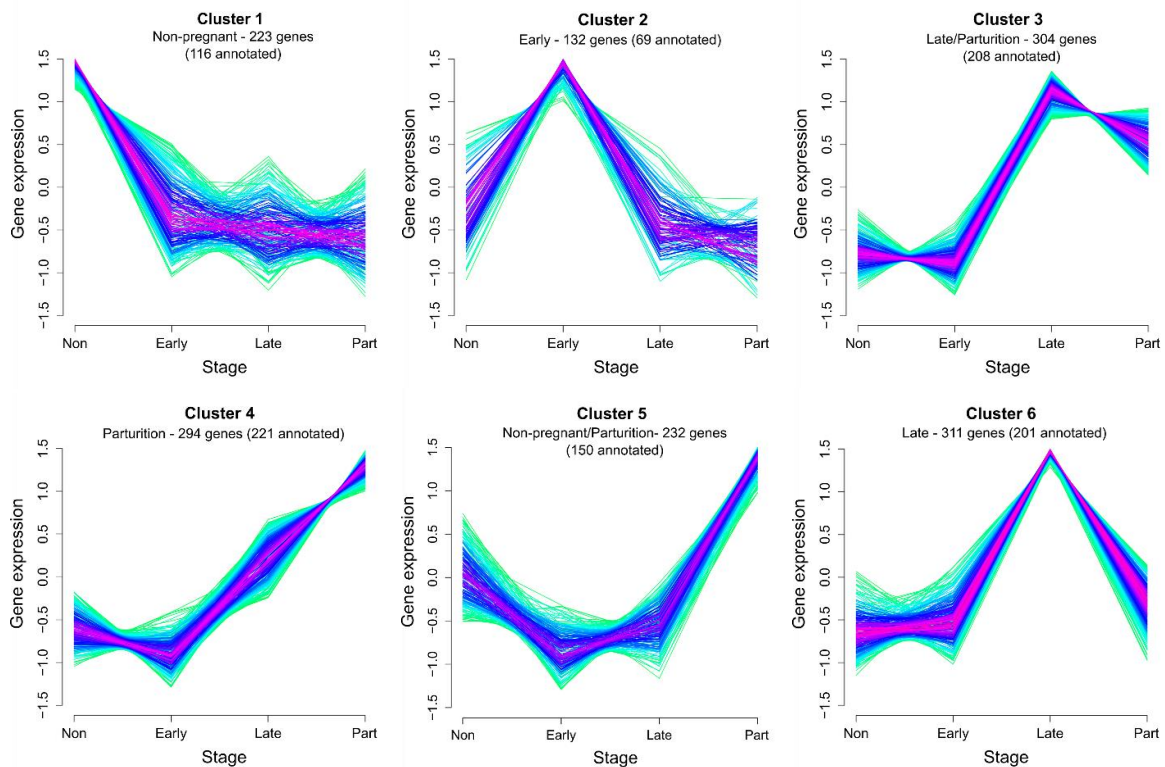 Cluster 1
Non-pregnant - 223 genes
(116 annotated)
Gene expression
1.5
1.0
0.5
0.0
−0.5
−1.0
−1.5
Non Early Late Part
Stage
Cluster 2
Early - 132 genes (69 annotated)
Gene expression
1.5
1.0
0.5
0.0
−0.5
−1.0
−1.5
Non Early Late Part
Stage
Cluster 3
Late/Parturition - 304 genes
(208 annotated)
Gene expression
1.5
1.0
0.5
0.0
−0.5
−1.0
−1.5
Non Early Late Part
Stage
Cluster 4
Parturition - 294 genes (221 annotated)
Gene expression
1.5
1.0
0.5
0.0
−0.5
−1.0
−1.5
Non Early Late Part
Stage
Cluster 5
Non-pregnant/Parturition- 232 genes
(150 annotated)
Gene expression
1.5
1.0
0.5
0.0
−0.5
−1.0
−1.5
Non Early Late Part
Stage
Cluster 6
Late - 311 genes (201 annotated)
Gene expression
1.5
1.0
0.5
0.0
−0.5
−1.0
−1.5
Non Early Late Part
Stage